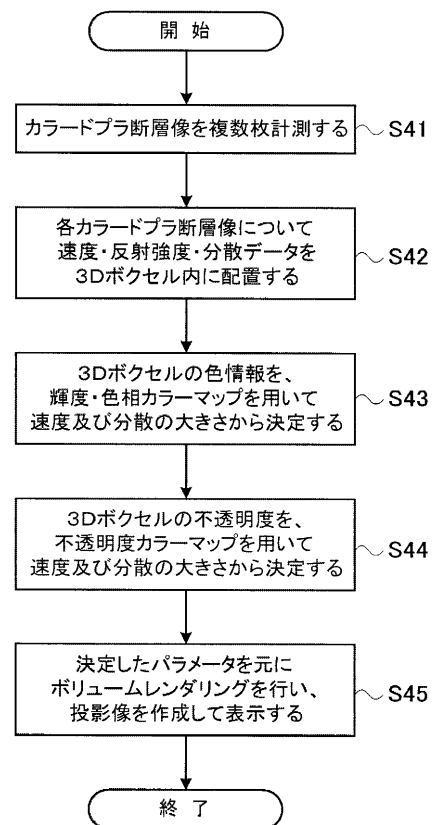 開 始
カラードプラ断層像を複数枚計測する
S41
各カラードプラ断層像について
速度・反射強度・分散データを
3Dボクセル内に配置する
S42
3Dボクセルの色情報を、
輝度・色相カラーマップを用いて
速度及び分散の大きさから決定する
S43
3Dボクセルの不透明度を、
不透明度カラーマップを用いて
速度及び分散の大きさから決定する
S44
決定したパラメータを元に
ボリュームレンダリングを行い、
投影像を作成して表示する
S45
終 了